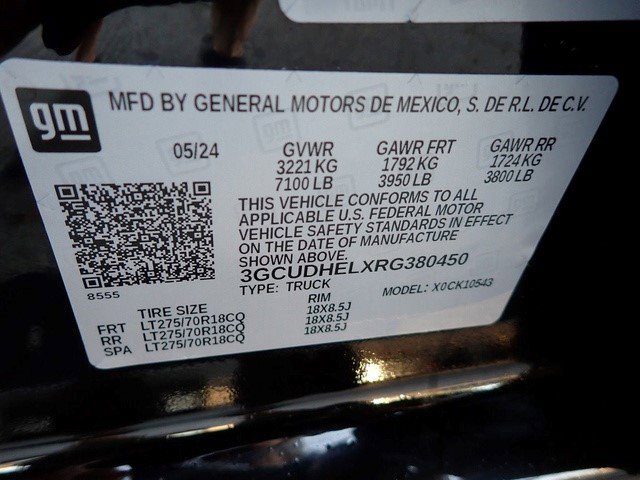 gm
MFD BY GENERAL MOTORS DE MEXICO, S. DE R.L. DE C.V.
05/24 GVWR GAWR FRT GAWR RR
3221 KG 1792 KG 1724 KG
7100 LB 3950 LB 3800 LB
THIS VEHICLE CONFORMS TO ALL
APPLICABLE U.S. FEDERAL MOTOR
VEHICLE SAFETY STANDARDS IN EFFECT
ON THE DATE OF MANUFACTURE
SHOWN ABOVE.
3GCUDHELXRG380450
8555 TYPE: TRUCK MODEL: X0CK10543
TIRE SIZE RIM
FRT LT275/70R18CQ 18X8.5J
RR LT275/70R18CQ 18X8.5J
SPA LT275/70R18CQ 18X8.5J